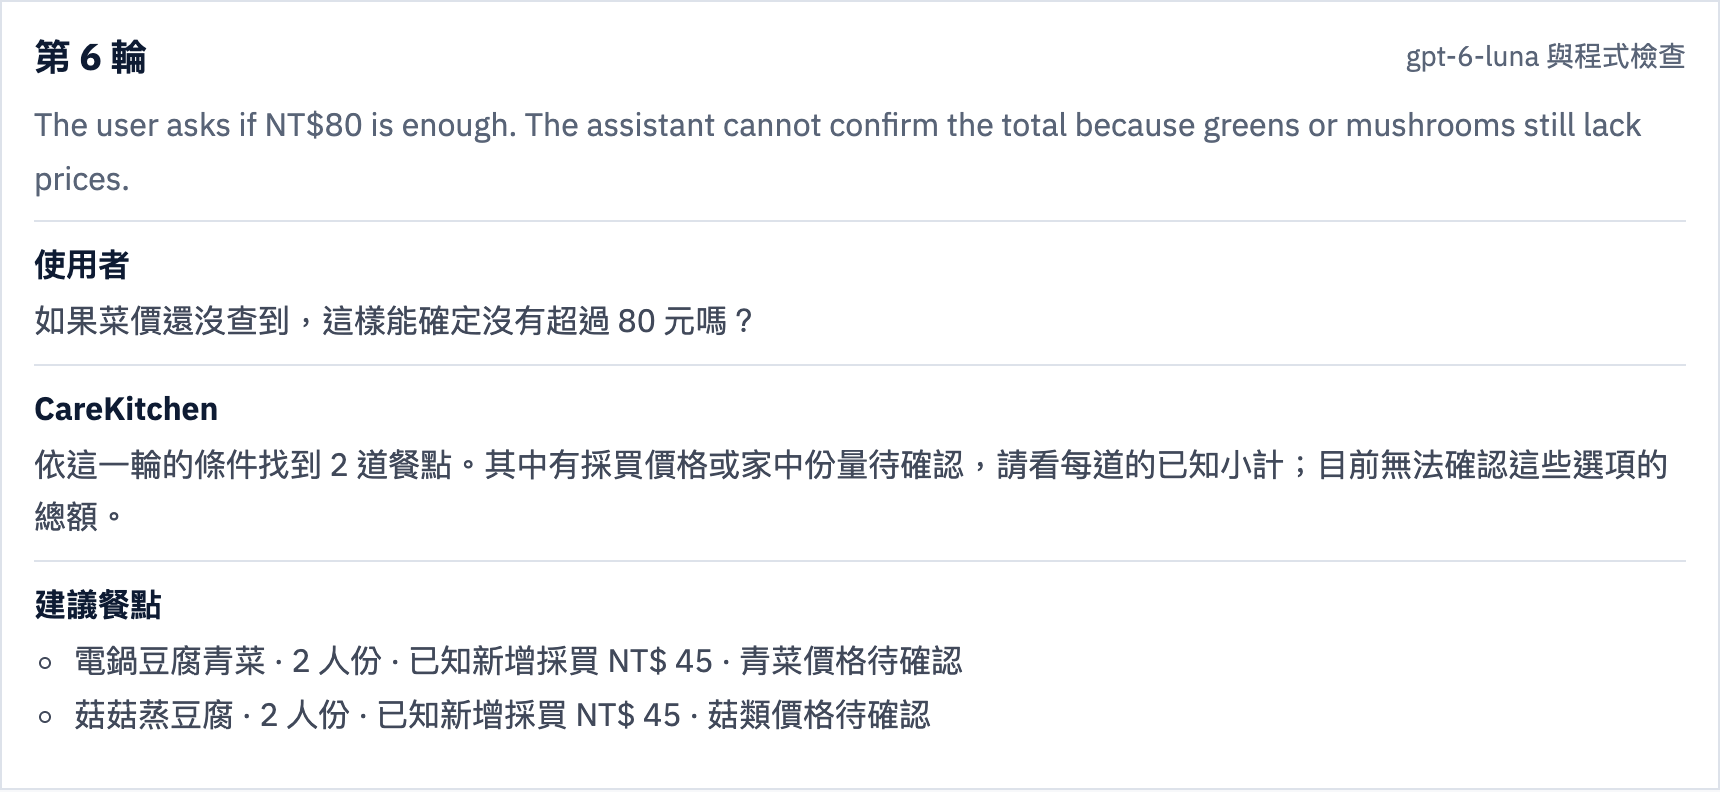 第 6 輪
gpt-6-luna 與程式檢查
The user asks if NT$80 is enough. The assistant cannot confirm the total because greens or mushrooms still lack
prices.
使用者
如果菜價還沒查到，這樣能確定沒有超過 80 元嗎？
CareKitchen
依這一輪的條件找到 2 道餐點。其中有採買價格或家中份量待確認，請看每道的已知小計；目前無法確認這些選項的
總額。
建議餐點
電鍋豆腐青菜 · 2 人份 · 已知新增採買 NT$ 45 · 青菜價格待確認
菇菇蒸豆腐 · 2 人份 · 已知新增採買 NT$ 45 · 菇類價格待確認